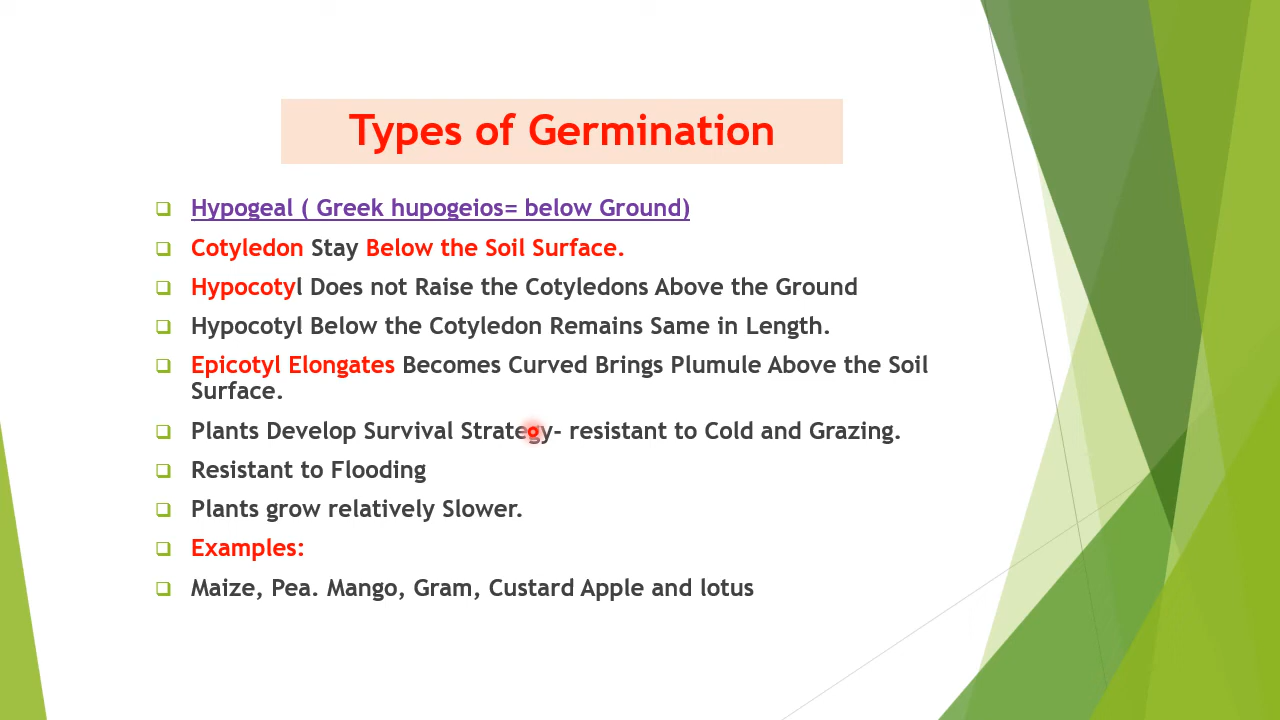 Types of Germination
Hypogeal ( Greek hupogeios= below Ground)
Cotyledon Stay Below the Soil Surface.
Hypocotyl Does not Raise the Cotyledons Above the Ground
Hypocotyl Below the Cotyledon Remains Same in Length.
Epicotyl Elongates Becomes Curved Brings Plumule Above the Soil
Surface.
Plants Develop Survival Strategy- resistant to Cold and Grazing.
Resistant to Flooding
Plants grow relatively Slower.
Examples:
Maize, Pea. Mango, Gram, Custard Apple and lotus